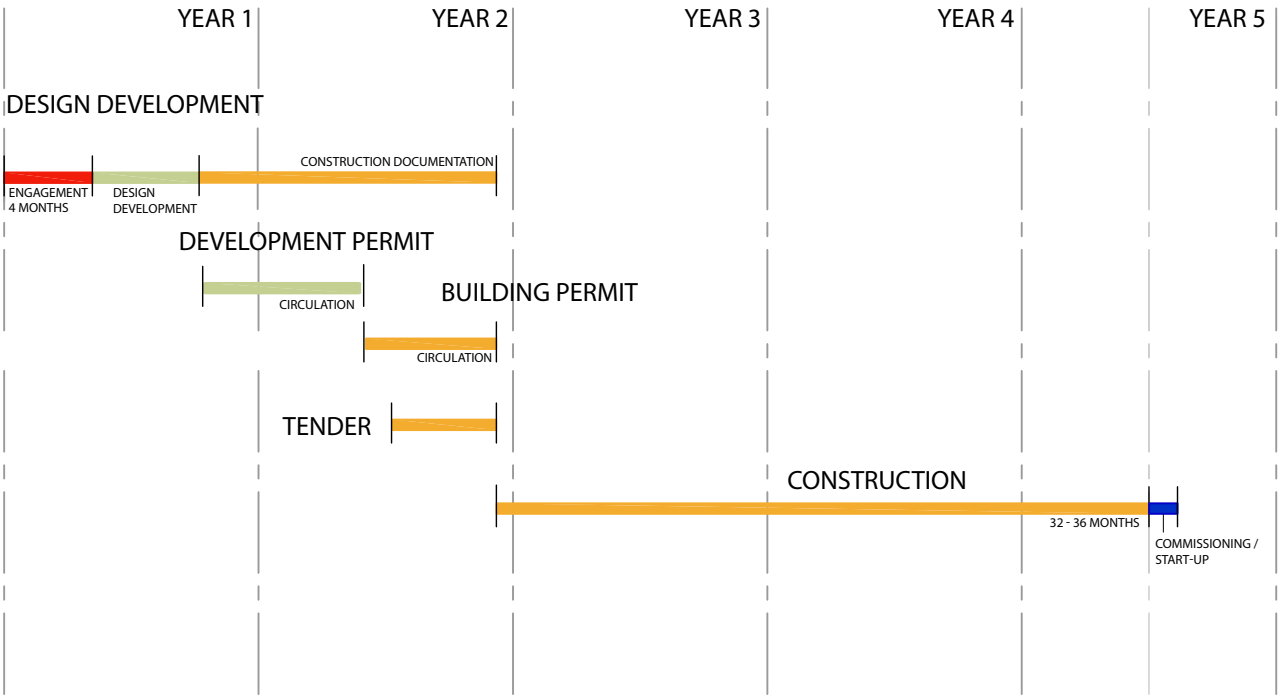 YEAR 1
YEAR 2
YEAR 3
YEAR 4
YEAR 5
DESIGN DEVELOPMENT
CONSTRUCTION DOCUMENTATION
ENGAGEMENT
4 MONTHS
DESIGN
DEVELOPMENT
DEVELOPMENT PERMIT
CIRCULATION
BUILDING PERMIT
CIRCULATION
TENDER
CONSTRUCTION
32 - 36 MONTHS
COMMISSIONING /
START-UP